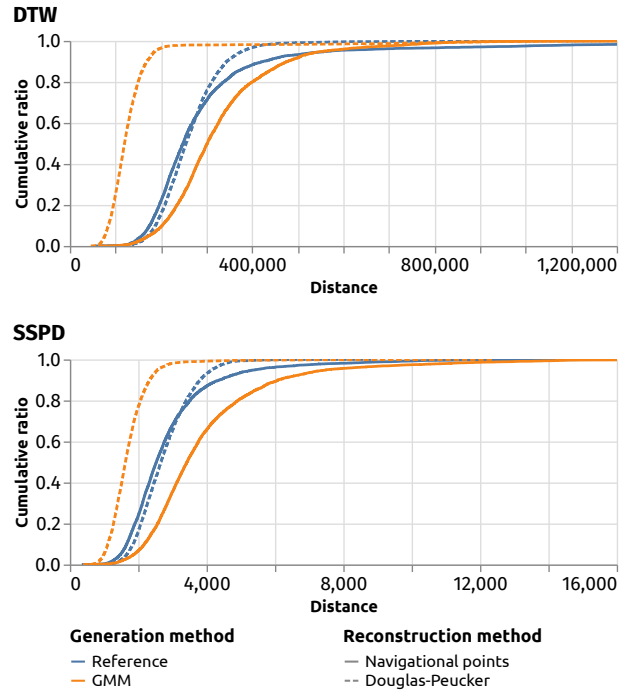 DTW
Cumulative ratio
1.0
0.8
0.6
0.4
0.2
0.0
0 400,000 800,000 1,200,000
Distance
SSPD
Cumulative ratio
1.0
0.8
0.6
0.4
0.2
0.0
0 4,000 8,000 12,000 16,000
Distance
Generation method
Reference
GMM
Reconstruction method
Navigational points
Douglas-Peucker